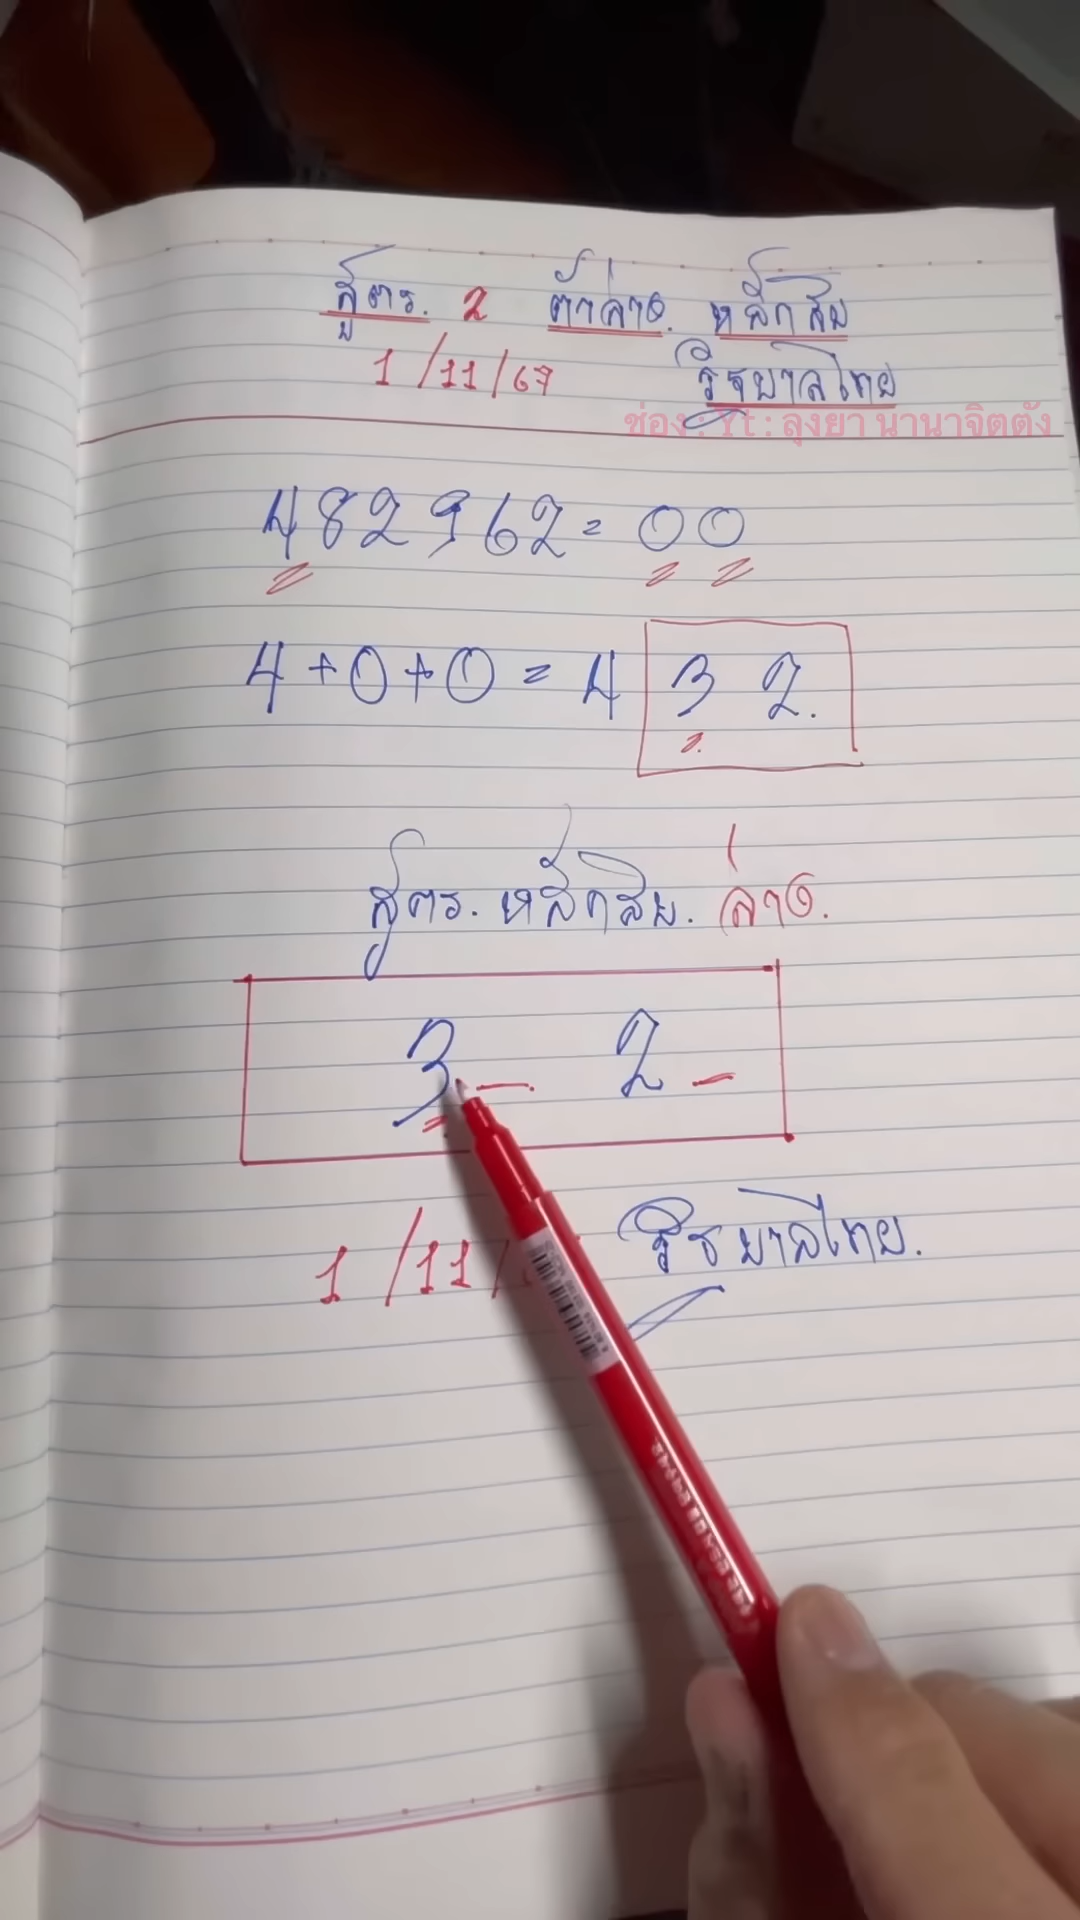 สูตร. 2 ตัวล่าง. หลักสิบ
1/11/67 รัฐบาลไทย
ช่อง : Yt : ลุงยา นานาจิตตัง
482962 = 00
4+0+0 = 4 3 2.
สูตร. หลักสิบ. ล่าง.
3 - 2 -
1/11/ รัฐบาลไทย.